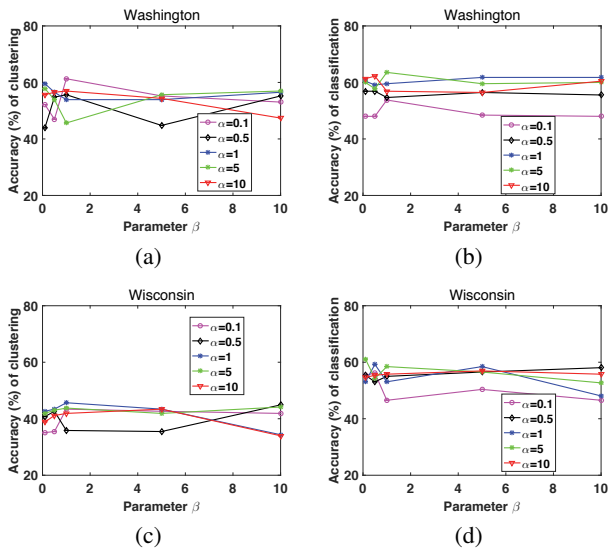 Washington
Accuracy (%) of clustering
80
60
40
20
0 2 4 6 8 10
Parameter β
α=0.1
α=0.5
α=1
α=5
α=10
(a)
Washington
Accuracy (%) of classification
80
60
40
20
0 2 4 6 8 10
Parameter β
α=0.1
α=0.5
α=1
α=5
α=10
(b)
Wisconsin
Accuracy (%) of clustering
80
60
40
20
0 2 4 6 8 10
Parameter β
α=0.1
α=0.5
α=1
α=5
α=10
(c)
Wisconsin
Accuracy (%) of classification
80
60
40
20
0 2 4 6 8 10
Parameter β
α=0.1
α=0.5
α=1
α=5
α=10
(d)